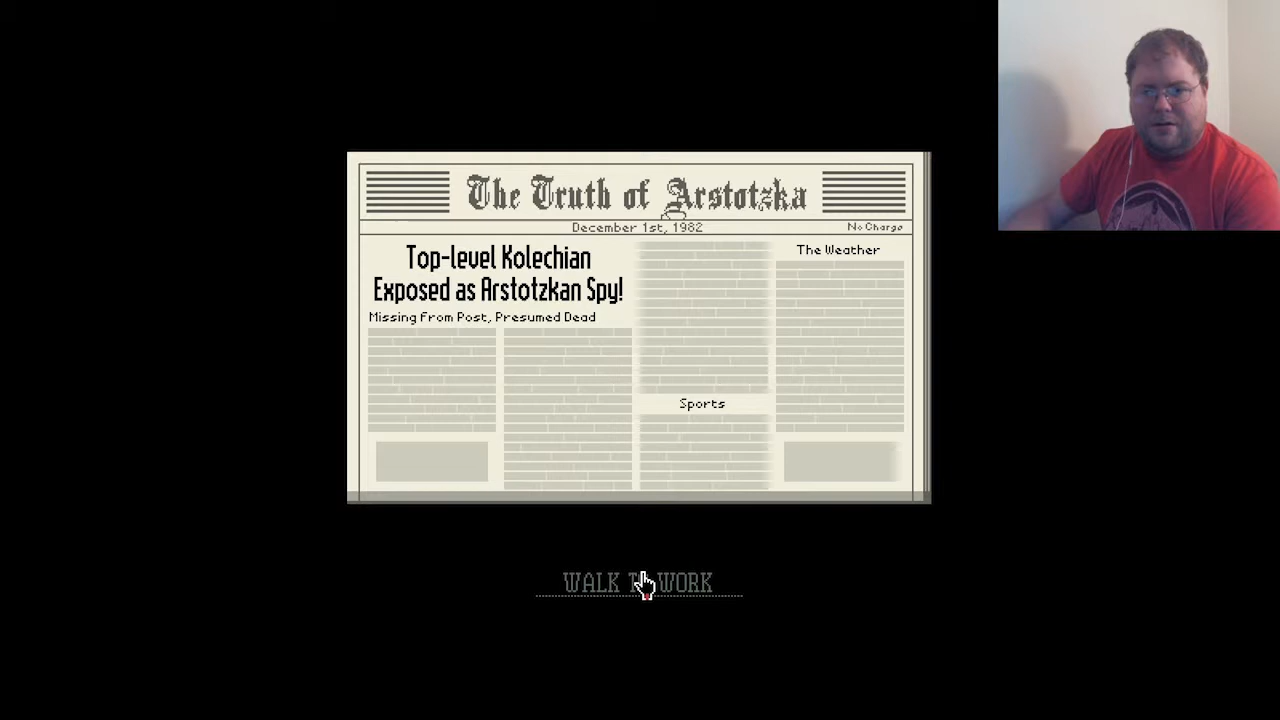 The Truth of Arstotzka
December 1st, 1982
No Charge
Top-level Kolechian
Exposed as Arstotzkan Spy!
Missing From Post, Presumed Dead
The Weather
Sports
WALK TO WORK